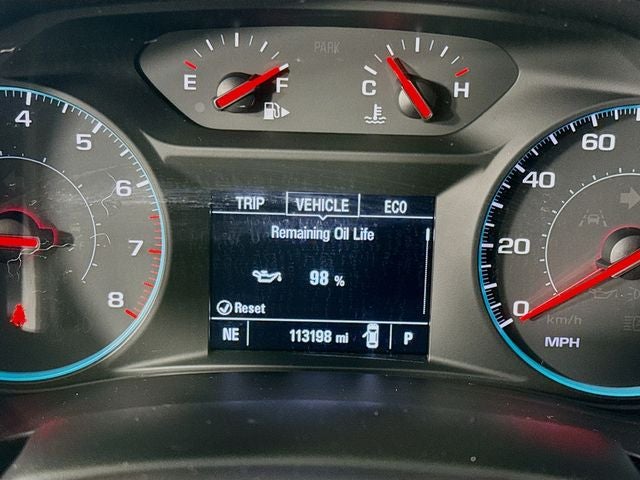 PARK
E F C H
4
5
6
7
8
TRIP VEHICLE ECO
Remaining Oil Life
98 %
Reset
NE 113198 mi P
60
40
20
0
km/h
MPH